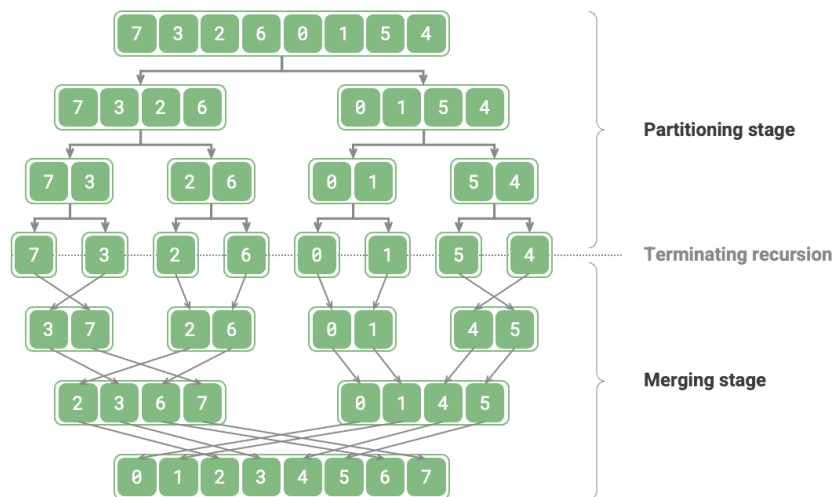 7 3 2 6 0 1 5 4
7 3 2 6 0 1 5 4
Partitioning stage
7 3 2 6 0 1 5 4
7 3 2 6 0 1 5 4
Terminating recursion
3 7 2 6 0 1 4 5
2 3 6 7 0 1 4 5
Merging stage
0 1 2 3 4 5 6 7